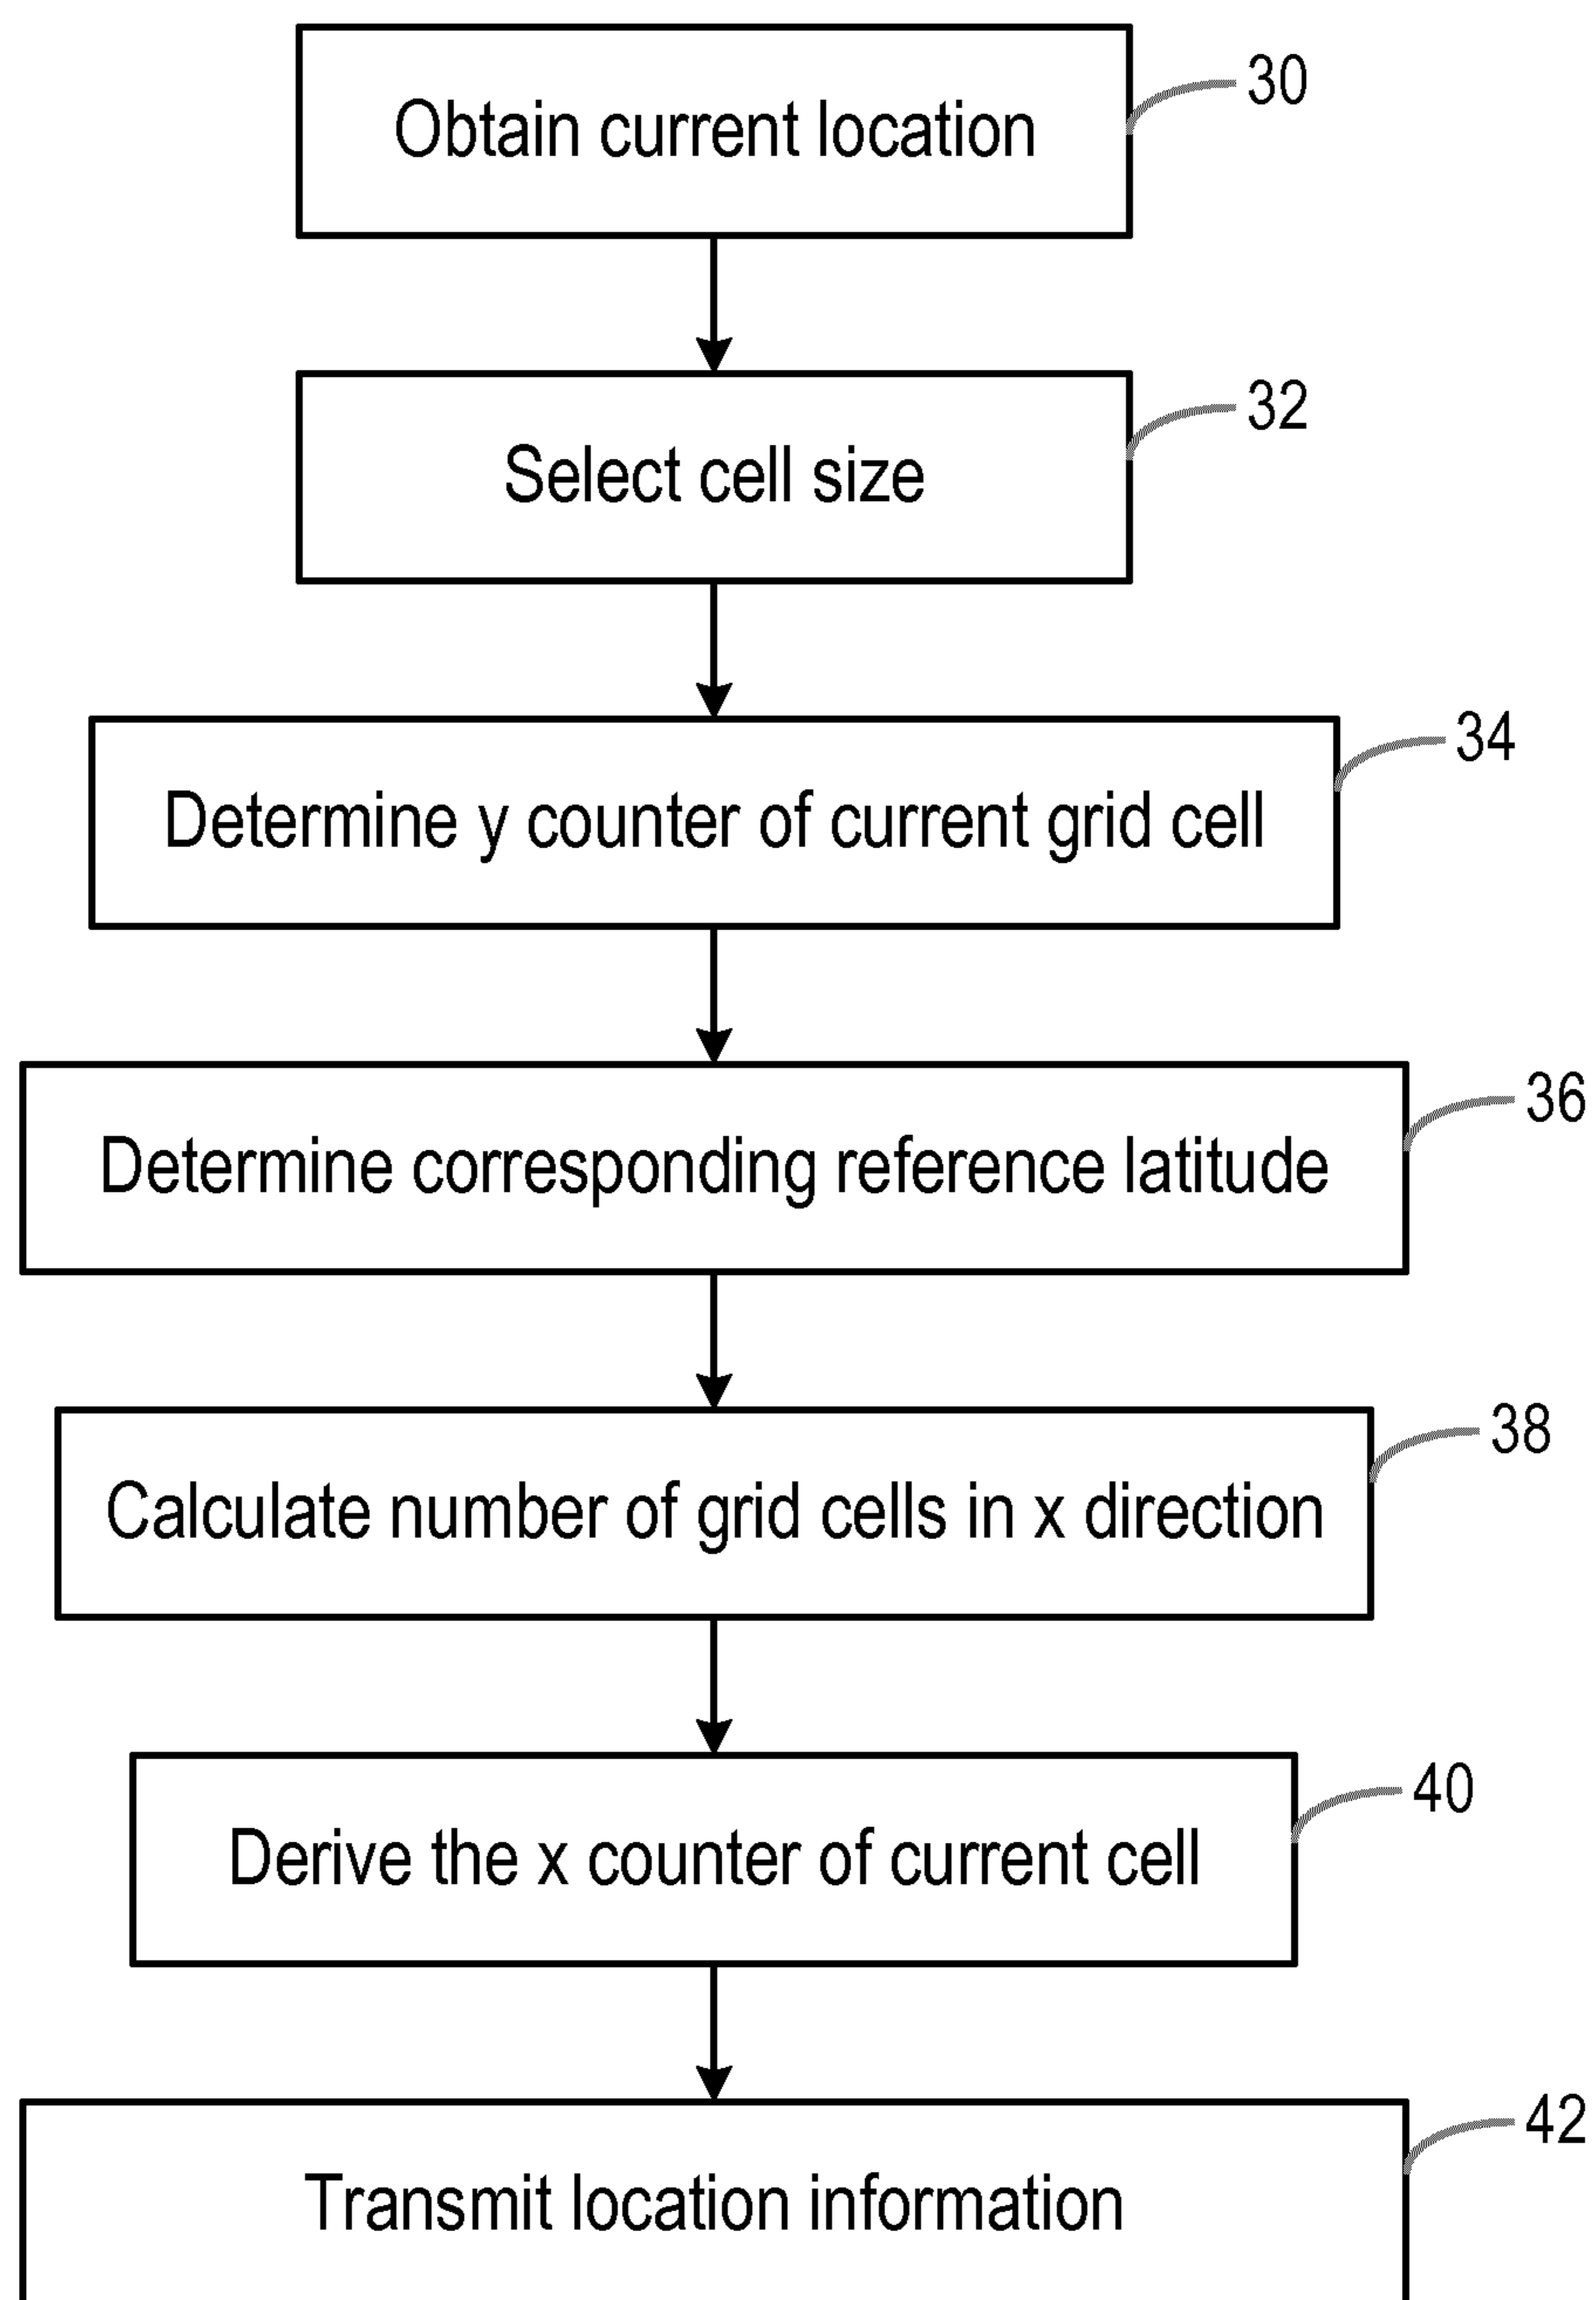 Obtain current location
30
Select cell size
32
Determine y counter of current grid cell
34
Determine corresponding reference latitude
36
Calculate number of grid cells in x direction
38
Derive the x counter of current cell
40
Transmit location information
42